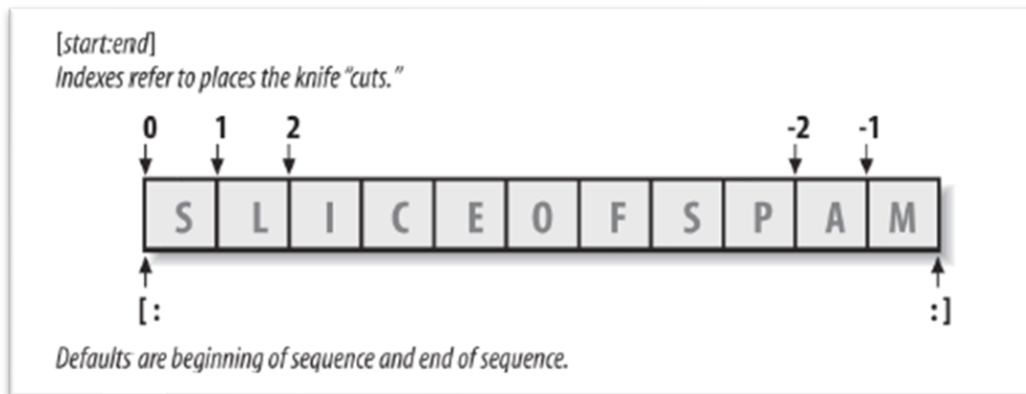 [start:end]
Indexes refer to places the knife “cuts.”
0 1 2 -2 -1
S L I C E O F S P A M
[: :]
Defaults are beginning of sequence and end of sequence.